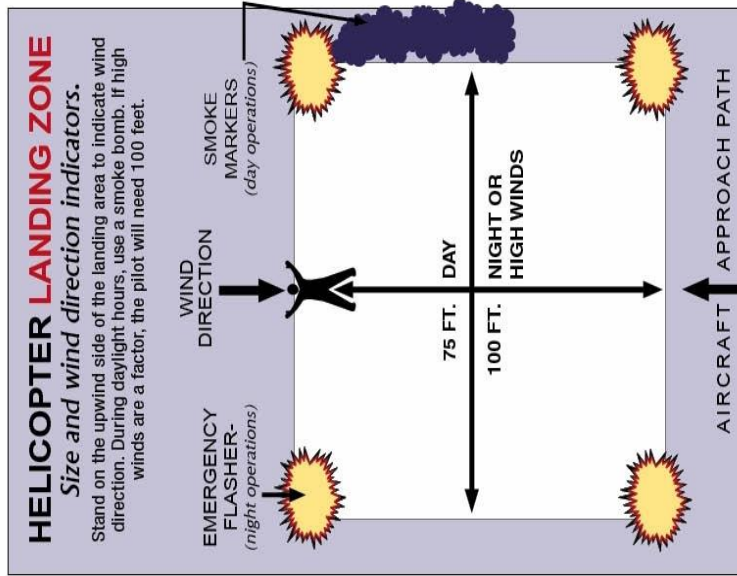 HELICOPTER LANDING ZONE
Size and wind direction indicators.
Stand on the upwind side of the landing area to indicate wind
direction. During daylight hours, use a smoke bomb. If high
winds are a factor, the pilot will need 100 feet.
EMERGENCY
FLASHER-
(night operations)
WIND
DIRECTION
SMOKE
MARKERS
(day operations)
75 FT. DAY
100 FT. NIGHT OR
HIGH WINDS
AIRCRAFT APPROACH PATH